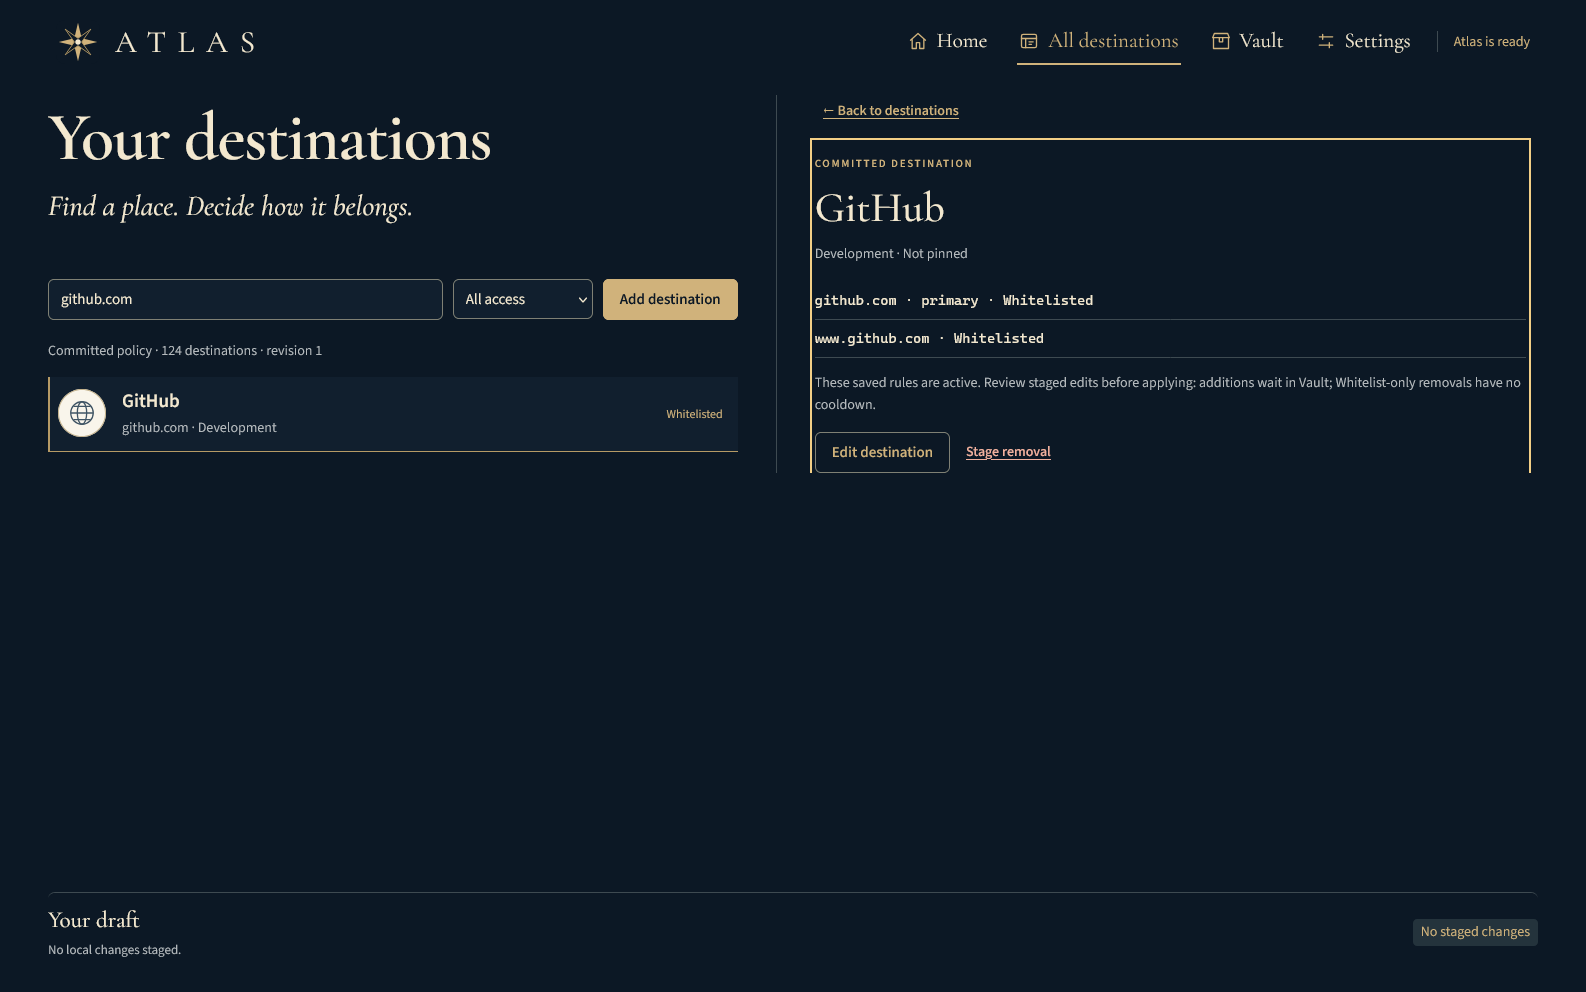 ATLAS
Home
All destinations
Vault
Settings
Atlas is ready
Your destinations
Find a place. Decide how it belongs.
github.com
All access
Add destination
Committed policy · 124 destinations · revision 1
GitHub
github.com · Development
Whitelisted
← Back to destinations
COMMITTED DESTINATION
GitHub
Development · Not pinned
github.com · primary · Whitelisted
www.github.com · Whitelisted
These saved rules are active. Review staged edits before applying: additions wait in Vault; Whitelist-only removals have no
cooldown.
Edit destination
Stage removal
Your draft
No local changes staged.
No staged changes